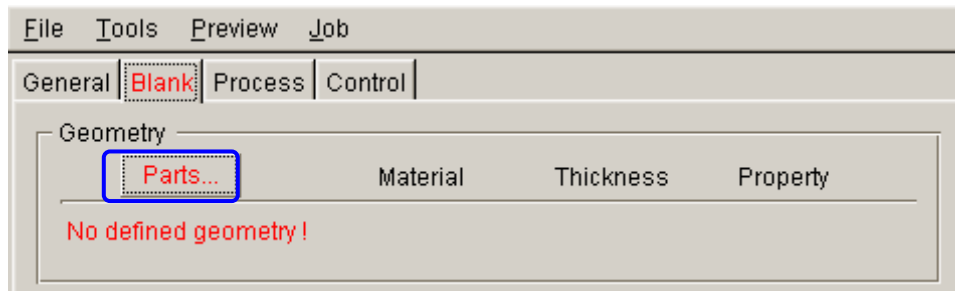 File Tools Preview Job
General Blank Process Control
Geometry
Parts... Material Thickness Property
No defined geometry !